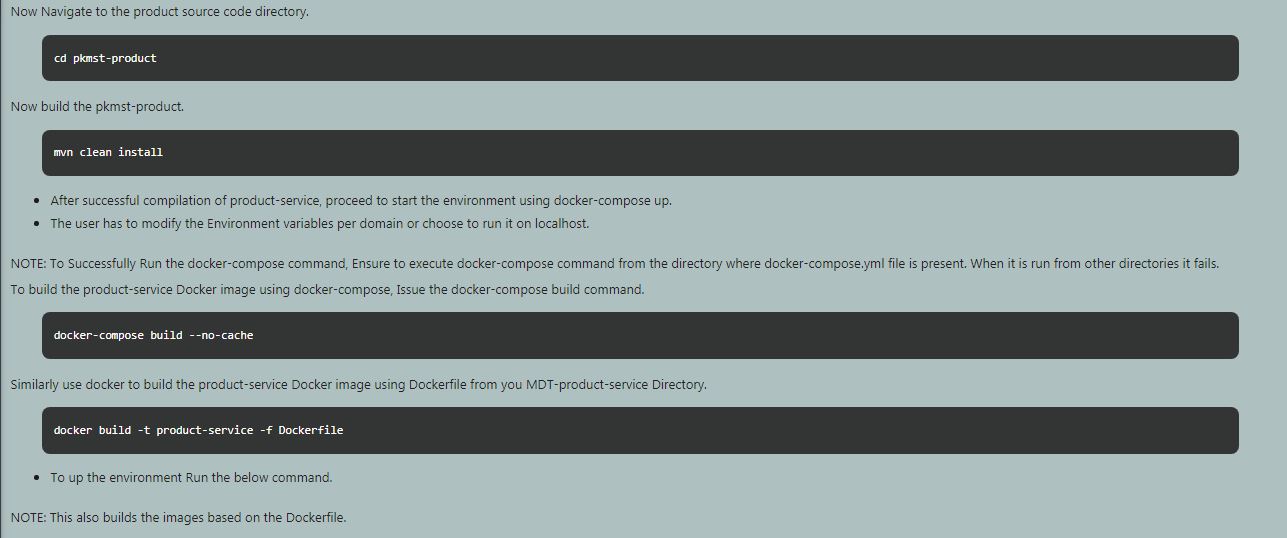 Now Navigate to the product source code directory.
cd pkmst-product
Now build the pkmst-product.
mvn clean install
After successful compilation of product-service, proceed to start the environment using docker-compose up.
The user has to modify the Environment variables per domain or choose to run it on localhost.
NOTE: To Successfully Run the docker-compose command, Ensure to execute docker-compose command from the directory where docker-compose.yml file is present. When it is run from other directories it fails.
To build the product-service Docker image using docker-compose, Issue the docker-compose build command.
docker-compose build --no-cache
Similarly use docker to build the product-service Docker image using Dockerfile from you MDT-product-service Directory.
docker build -t product-service -f Dockerfile
To up the environment Run the below command.
NOTE: This also builds the images based on the Dockerfile.